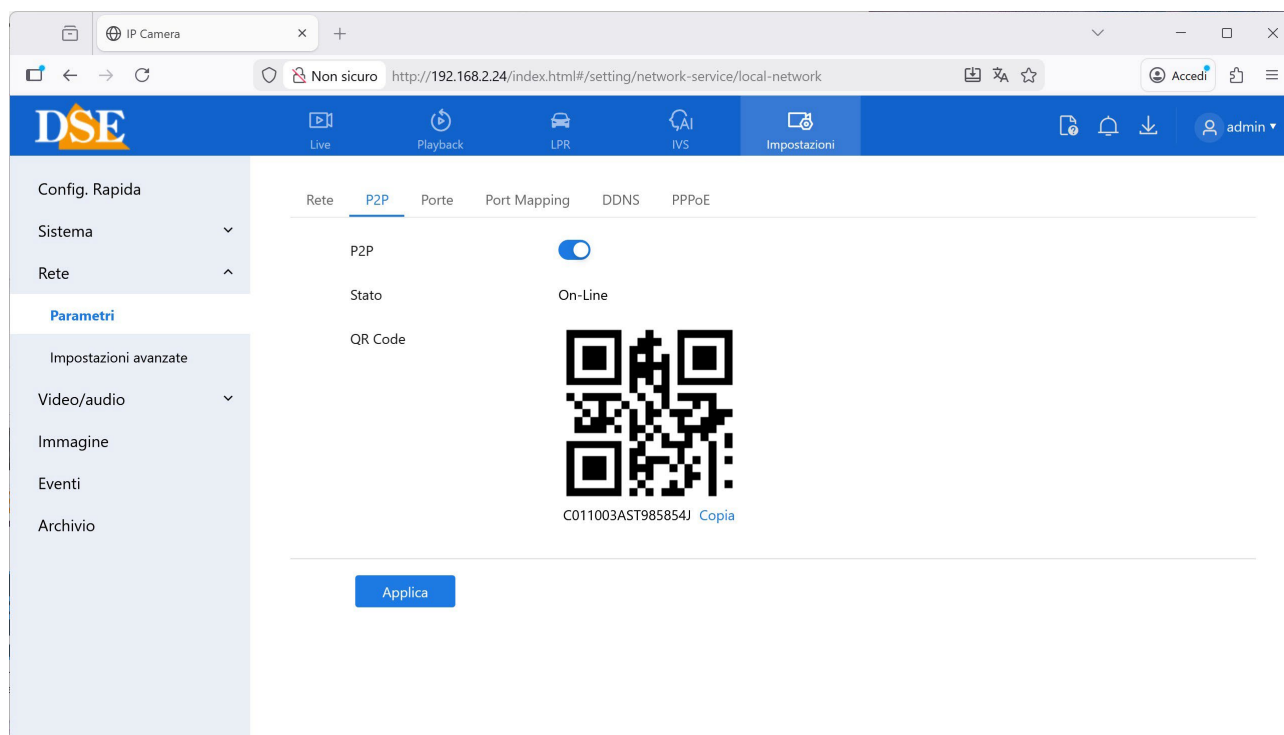 IP Camera
Non sicuro http://192.168.2.24/index.html#/setting/network-service/local-network
Accedi
DSE
Live
Playback
LPR
AI
IVS
Impostazioni
admin
Config. Rapida
Sistema
Rete
Parametri
Impostazioni avanzate
Video/audio
Immagine
Eventi
Archivio
Rete P2P Porte Port Mapping DDNS PPPoE
P2P
Stato On-Line
QR Code
C011003AST985854J Copia
Applica